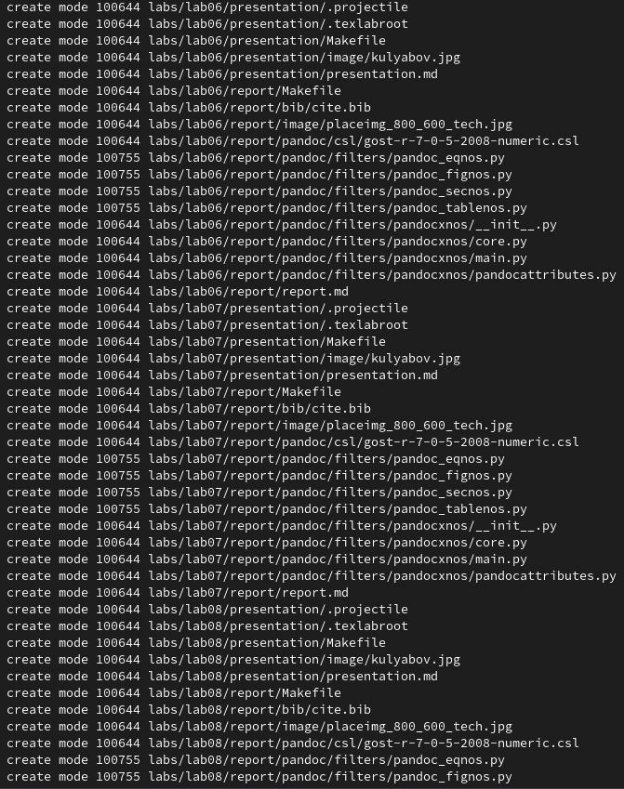 create mode 100644 labs/lab06/presentation/.projectile
create mode 100644 labs/lab06/presentation/.texlabroot
create mode 100644 labs/lab06/presentation/Makefile
create mode 100644 labs/lab06/presentation/image/kulyabov.jpg
create mode 100644 labs/lab06/presentation/presentation.md
create mode 100644 labs/lab06/report/Makefile
create mode 100644 labs/lab06/report/bib/cite.bib
create mode 100644 labs/lab06/report/image/placeimg_800_600_tech.jpg
create mode 100644 labs/lab06/report/pandoc/csl/gost-r-7-0-5-2008-numeric.csl
create mode 100755 labs/lab06/report/pandoc/filters/pandoc_eqnos.py
create mode 100755 labs/lab06/report/pandoc/filters/pandoc_fignos.py
create mode 100755 labs/lab06/report/pandoc/filters/pandoc_secnos.py
create mode 100755 labs/lab06/report/pandoc/filters/pandoc_tablenos.py
create mode 100644 labs/lab06/report/pandoc/filters/pandocxnos/__init__.py
create mode 100644 labs/lab06/report/pandoc/filters/pandocxnos/core.py
create mode 100644 labs/lab06/report/pandoc/filters/pandocxnos/main.py
create mode 100644 labs/lab06/report/pandoc/filters/pandocxnos/pandocattributes.py
create mode 100644 labs/lab06/report/report.md
create mode 100644 labs/lab07/presentation/.projectile
create mode 100644 labs/lab07/presentation/.texlabroot
create mode 100644 labs/lab07/presentation/Makefile
create mode 100644 labs/lab07/presentation/image/kulyabov.jpg
create mode 100644 labs/lab07/presentation/presentation.md
create mode 100644 labs/lab07/report/Makefile
create mode 100644 labs/lab07/report/bib/cite.bib
create mode 100644 labs/lab07/report/image/placeimg_800_600_tech.jpg
create mode 100644 labs/lab07/report/pandoc/csl/gost-r-7-0-5-2008-numeric.csl
create mode 100755 labs/lab07/report/pandoc/filters/pandoc_eqnos.py
create mode 100755 labs/lab07/report/pandoc/filters/pandoc_fignos.py
create mode 100755 labs/lab07/report/pandoc/filters/pandoc_secnos.py
create mode 100755 labs/lab07/report/pandoc/filters/pandoc_tablenos.py
create mode 100644 labs/lab07/report/pandoc/filters/pandocxnos/__init__.py
create mode 100644 labs/lab07/report/pandoc/filters/pandocxnos/core.py
create mode 100644 labs/lab07/report/pandoc/filters/pandocxnos/main.py
create mode 100644 labs/lab07/report/pandoc/filters/pandocxnos/pandocattributes.py
create mode 100644 labs/lab07/report/report.md
create mode 100644 labs/lab08/presentation/.projectile
create mode 100644 labs/lab08/presentation/.texlabroot
create mode 100644 labs/lab08/presentation/Makefile
create mode 100644 labs/lab08/presentation/image/kulyabov.jpg
create mode 100644 labs/lab08/presentation/presentation.md
create mode 100644 labs/lab08/report/Makefile
create mode 100644 labs/lab08/report/bib/cite.bib
create mode 100644 labs/lab08/report/image/placeimg_800_600_tech.jpg
create mode 100644 labs/lab08/report/pandoc/csl/gost-r-7-0-5-2008-numeric.csl
create mode 100755 labs/lab08/report/pandoc/filters/pandoc_eqnos.py
create mode 100755 labs/lab08/report/pandoc/filters/pandoc_fignos.py